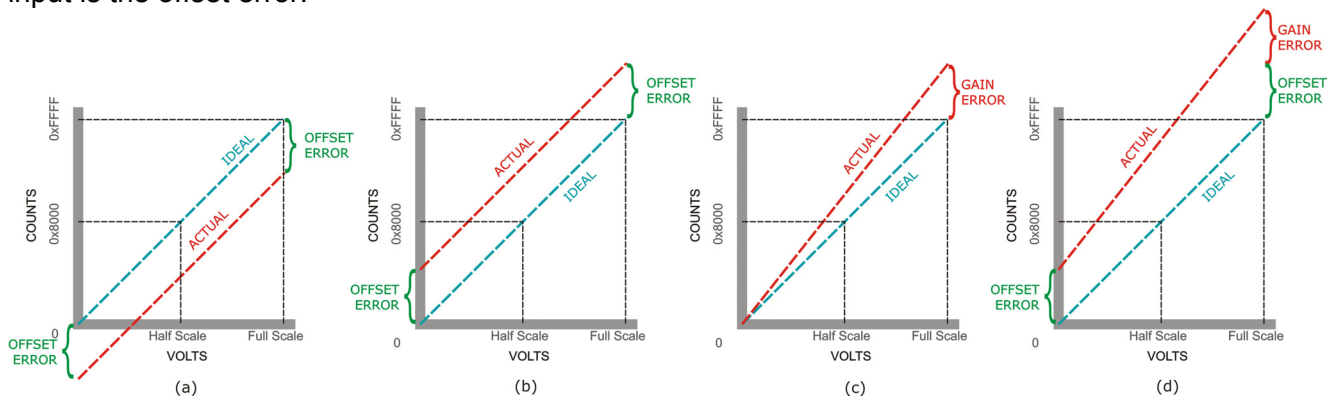 input is the offset error.
0xFFFF
0x8000
0
COUNTS
IDEAL
ACTUAL
OFFSET
ERROR
OFFSET
ERROR
Half Scale
Full Scale
VOLTS
(a)
0xFFFF
0x8000
0
COUNTS
ACTUAL
IDEAL
OFFSET
ERROR
OFFSET
ERROR
Half Scale
Full Scale
VOLTS
(b)
0xFFFF
0x8000
0
COUNTS
ACTUAL
IDEAL
GAIN
ERROR
Half Scale
Full Scale
VOLTS
(c)
0xFFFF
0x8000
0
COUNTS
ACTUAL
IDEAL
GAIN
ERROR
OFFSET
ERROR
OFFSET
ERROR
Half Scale
Full Scale
VOLTS
(d)